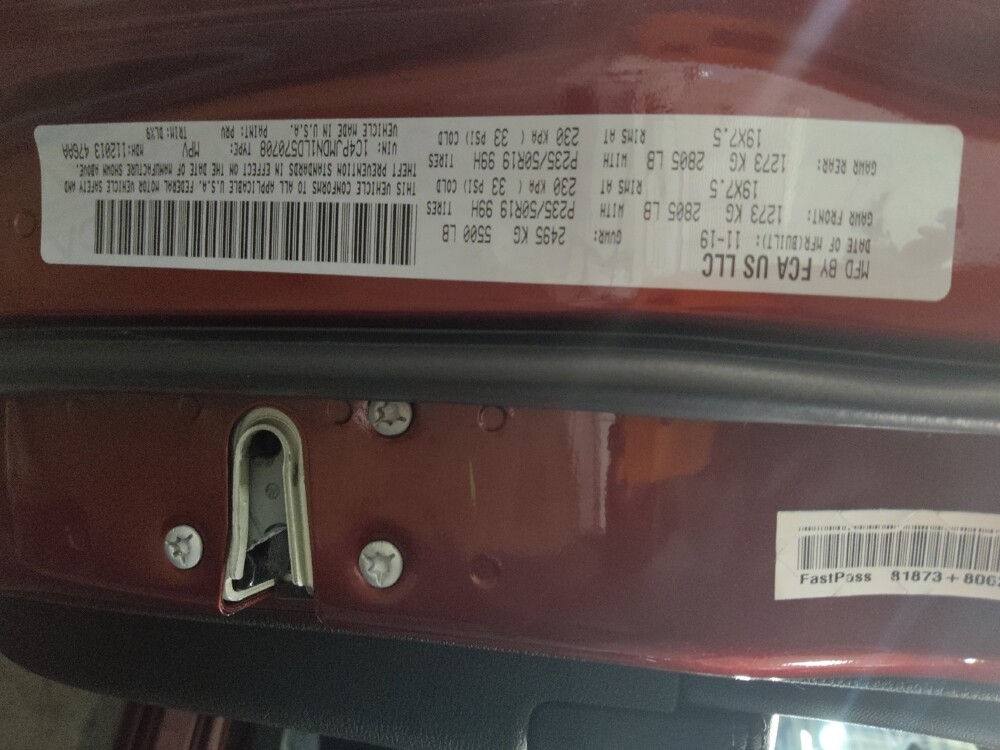 MFD BY FCA US LLC
DATE OF MFR(BUILT): 11-19 GVWR: 2495 KG 5500 LB
GAWR FRONT: 1273 KG 2805 LB WITH P235/50R19 99H TIRES
19X7.5 RIMS AT 230 KPA ( 33 PSI) COLD
GAWR REAR: 1273 KG 2805 LB WITH P235/50R19 99H TIRES
19X7.5 RIMS AT 230 KPA ( 33 PSI) COLD
THIS VEHICLE CONFORMS TO ALL APPLICABLE U.S.A. FEDERAL MOTOR VEHICLE SAFETY AND
THEFT PREVENTION STANDARDS IN EFFECT ON THE DATE OF MANUFACTURE SHOWN ABOVE.
VIN: 1C4PJMDN1LD570708 TYPE: MPV MDH:112013 476AA
VEHICLE MADE IN U.S.A. PAINT: PRV TRIM: DLX9
FastPass 81873+806